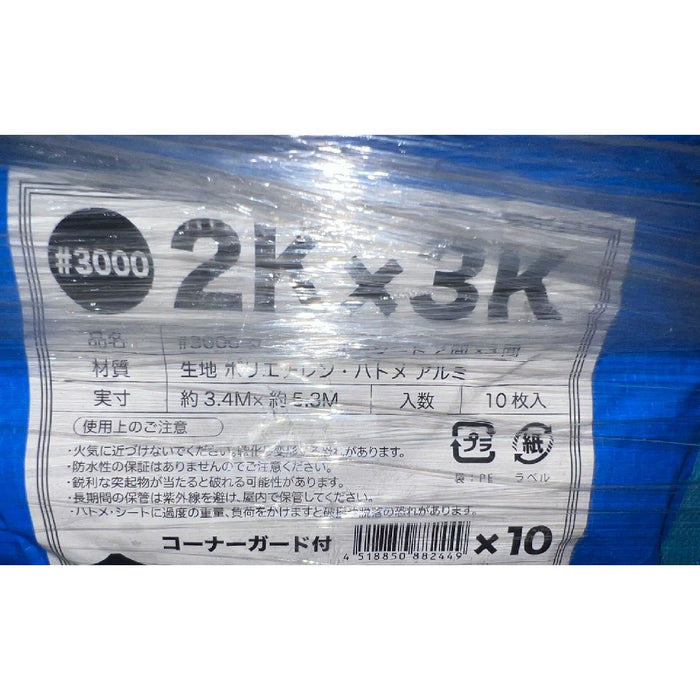 #3000
2K×3K
品名 #3000
材質 生地 ポリエチレン・ハトメ アルミ
実寸 約3.4M×約5.3M 入数 10枚入
使用上のご注意
・火気に近づけないでください。があります。
・防水性の保証はありませんのでご注意ください。
・鋭利な突起物が当たると破れる可能性があります。
・長期間の保管は紫外線を避け、屋内で保管してください。
・ハトメ・シートに過度の重量、負荷をかけますと破損や脱落の恐れがあります。
プラ 紙
袋：PE ラベル
コーナーガード付
4 518850 882449
×10